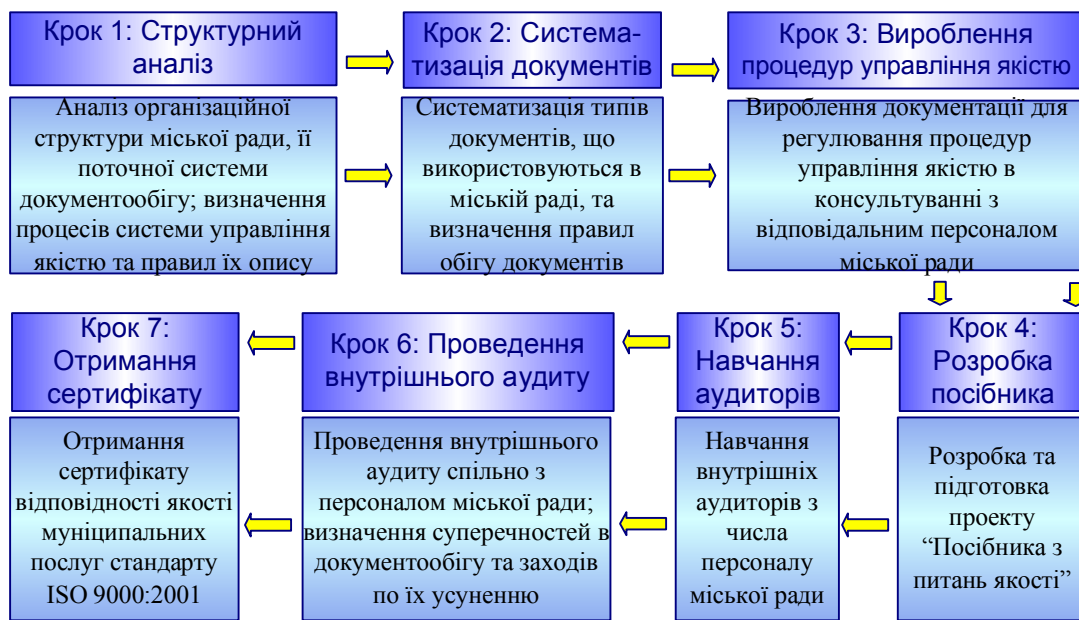 Крок 1: Структурний
аналіз
Аналіз організаційної
структури міської ради, її
поточної системи
документообігу; визначення
процесів системи управління
якістю та правил їх опису
Крок 2: Система-
тизація документів
Систематизація типів
документів, що
використовуються в
міській раді, та
визначення правил
обігу документів
Крок 3: Вироблення
процедур управління якістю
Вироблення документації для
регулювання процедур
управління якістю в
консультуванні з
відповідальним персоналом
міської ради
Крок 4:
Розробка
посібника
Розробка та
підготовка
проекту
“Посібника з
питань якості”
Крок 5:
Навчання
аудиторів
Навчання
внутрішніх
аудиторів з
числа
персоналу
міської ради
Крок 6: Проведення
внутрішнього аудиту
Проведення внутрішнього
аудиту спільно з
персоналом міської ради;
визначення суперечностей в
документообігу та заходів
по їх усуненню
Крок 7:
Отримання
сертифікату
Отримання
сертифікату
відповідності якості
муніципальних
послуг стандарту
ISO 9000:2001